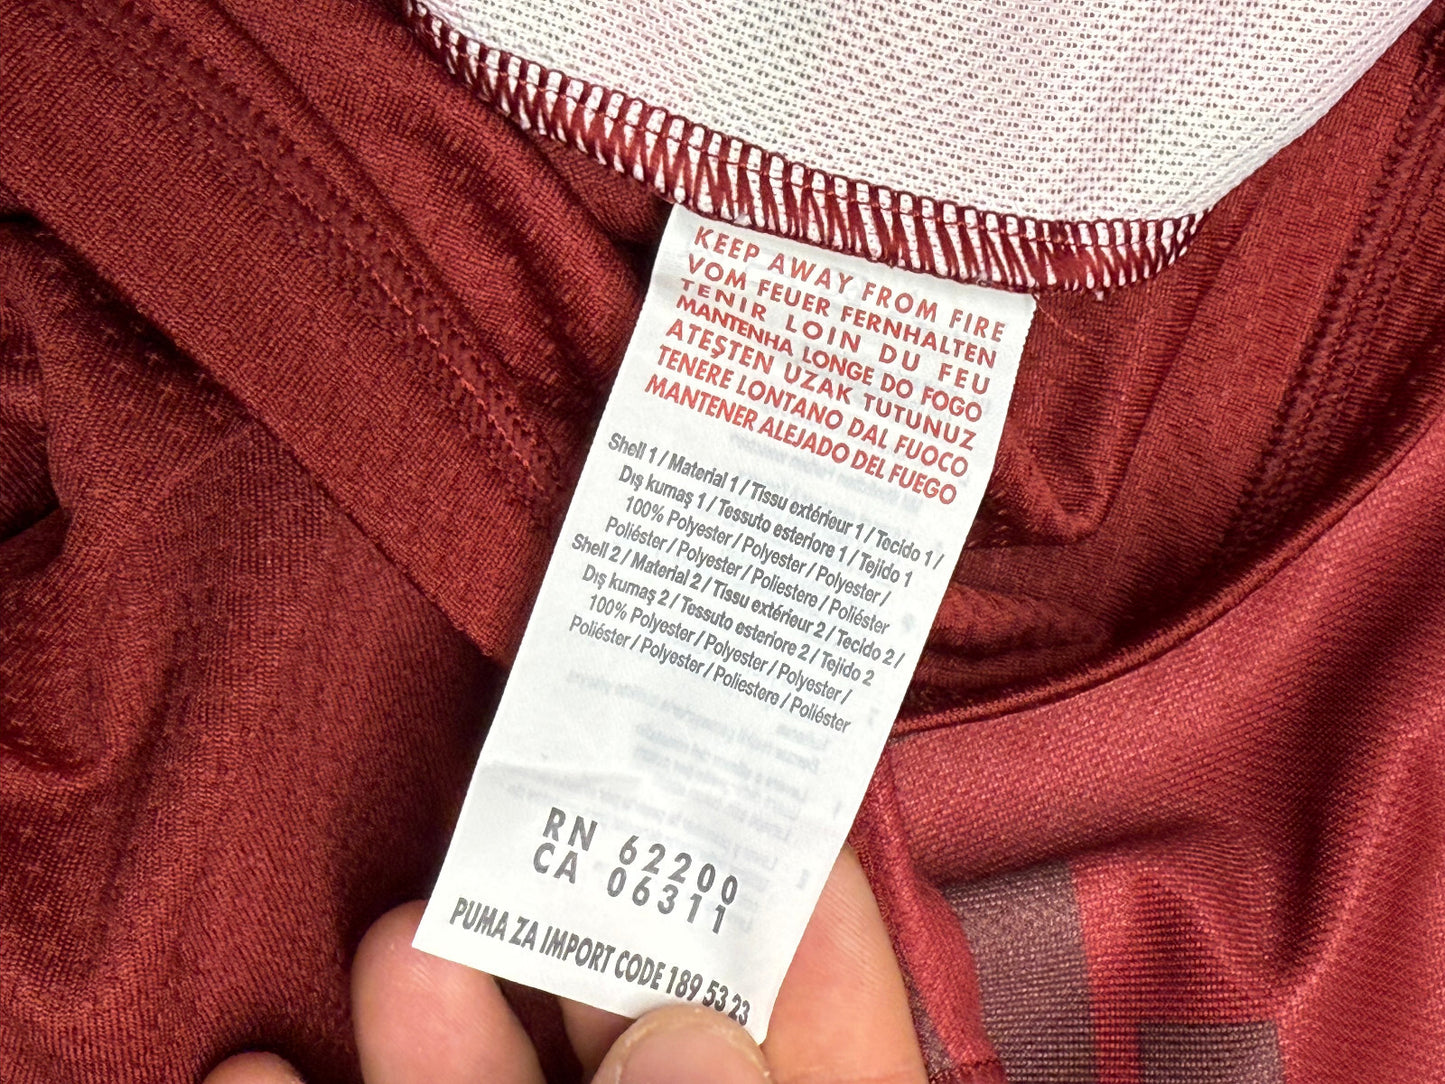 KEEP AWAY FROM FIRE
VOM FEUER FERNHALTEN
TENIR LOIN DU FEU
MANTENHA LONGE DO FOGO
ATEŞTEN UZAK TUTUNUZ
TENERE LONTANO DAL FUOCO
MANTENER ALEJADO DEL FUEGO
Shell 1 / Material 1 / Tissu extérieur 1 / Tecido 1 /
Dış kumaş 1 / Tessuto esteriore 1 / Tejido 1
100% Polyester / Polyester / Polyester /
Poliéster / Polyester / Poliestere / Poliéster
Shell 2 / Material 2 / Tissu extérieur 2 / Tecido 2 /
Dış kumaş 2 / Tessuto esteriore 2 / Tejido 2
100% Polyester / Polyester / Polyester /
Poliéster / Polyester / Poliestere / Poliéster
RN 62200
CA 06311
PUMA ZA IMPORT CODE 189 53 23